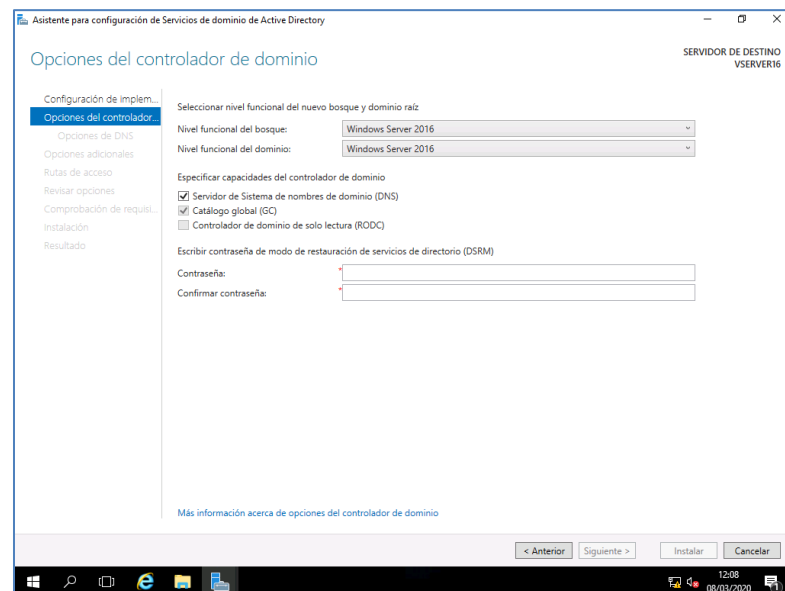 Asistente para configuración de Servicios de dominio de Active Directory
Opciones del controlador de dominio
SERVIDOR DE DESTINO
VSERVER16
Configuración de implem...
Opciones del controlador...
Opciones de DNS
Opciones adicionales
Rutas de acceso
Revisar opciones
Comprobación de requisi...
Instalación
Resultado
Seleccionar nivel funcional del nuevo bosque y dominio raíz
Nivel funcional del bosque: Windows Server 2016
Nivel funcional del dominio: Windows Server 2016
Especificar capacidades del controlador de dominio
Servidor de Sistema de nombres de dominio (DNS)
Catálogo global (GC)
Controlador de dominio de solo lectura (RODC)
Escribir contraseña de modo de restauración de servicios de directorio (DSRM)
Contraseña: *
Confirmar contraseña: *
Más información acerca de opciones del controlador de dominio
< Anterior Siguiente > Instalar Cancelar
12:08
08/03/2020